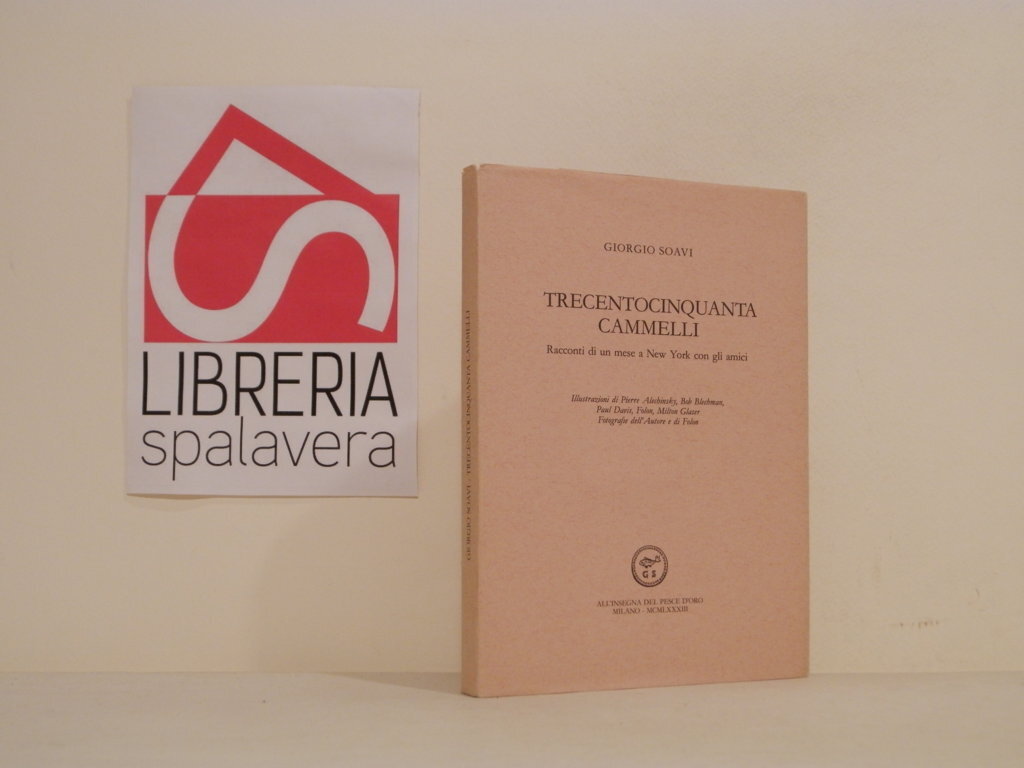 LIBRERIA
spalavera
GIORGIO SOAVI - TRECENTOCINQUANTA CAMMELLI
GIORGIO SOAVI
TRECENTOCINQUANTA
CAMMELLI
Racconti di un mese a New York con gli amici
Illustrazioni di Pierre Alechinsky, Bob Blechman,
Paul Davis, Folon, Milton Glaser
Fotografie dell'Autore e di Folon
G S
ALL'INSEGNA DEL PESCE D'ORO
MILANO - MCMLXXXIII